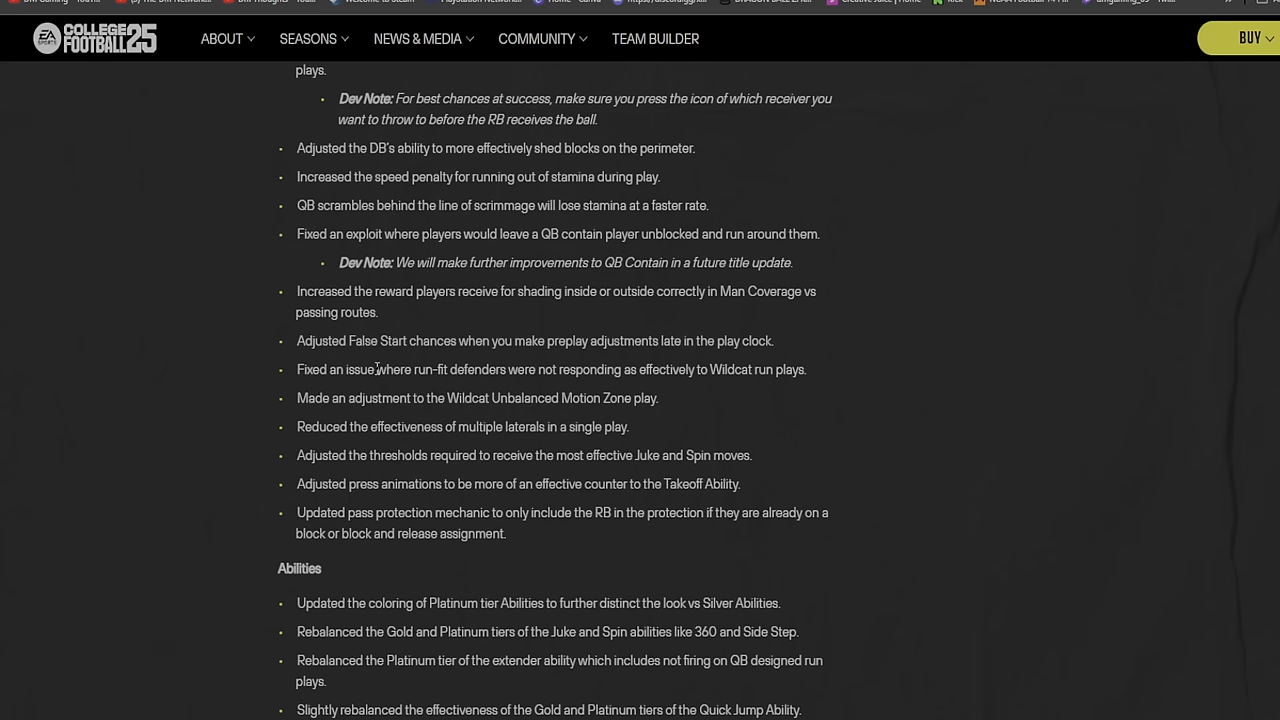 EA SPORTS COLLEGE FOOTBALL 25
ABOUT SEASONS NEWS & MEDIA COMMUNITY TEAM BUILDER BUY
plays.
• Dev Note: For best chances at success, make sure you press the icon of which receiver you
want to throw to before the RB receives the ball.
• Adjusted the DB's ability to more effectively shed blocks on the perimeter.
• Increased the speed penalty for running out of stamina during play.
• QB scrambles behind the line of scrimmage will lose stamina at a faster rate.
• Fixed an exploit where players would leave a QB contain player unblocked and run around them.
• Dev Note: We will make further improvements to QB Contain in a future title update.
• Increased the reward players receive for shading inside or outside correctly in Man Coverage vs
passing routes.
• Adjusted False Start chances when you make preplay adjustments late in the play clock.
• Fixed an issue where run-fit defenders were not responding as effectively to Wildcat run plays.
• Made an adjustment to the Wildcat Unbalanced Motion Zone play.
• Reduced the effectiveness of multiple laterals in a single play.
• Adjusted the thresholds required to receive the most effective Juke and Spin moves.
• Adjusted press animations to be more of an effective counter to the Takeoff Ability.
• Updated pass protection mechanic to only include the RB in the protection if they are already on a
block or block and release assignment.
Abilities
• Updated the coloring of Platinum tier Abilities to further distinct the look vs Silver Abilities.
• Rebalanced the Gold and Platinum tiers of the Juke and Spin abilities like 360 and Side Step.
• Rebalanced the Platinum tier of the extender ability which includes not firing on QB designed run
plays.
• Slightly rebalanced the effectiveness of the Gold and Platinum tiers of the Quick Jump Ability.